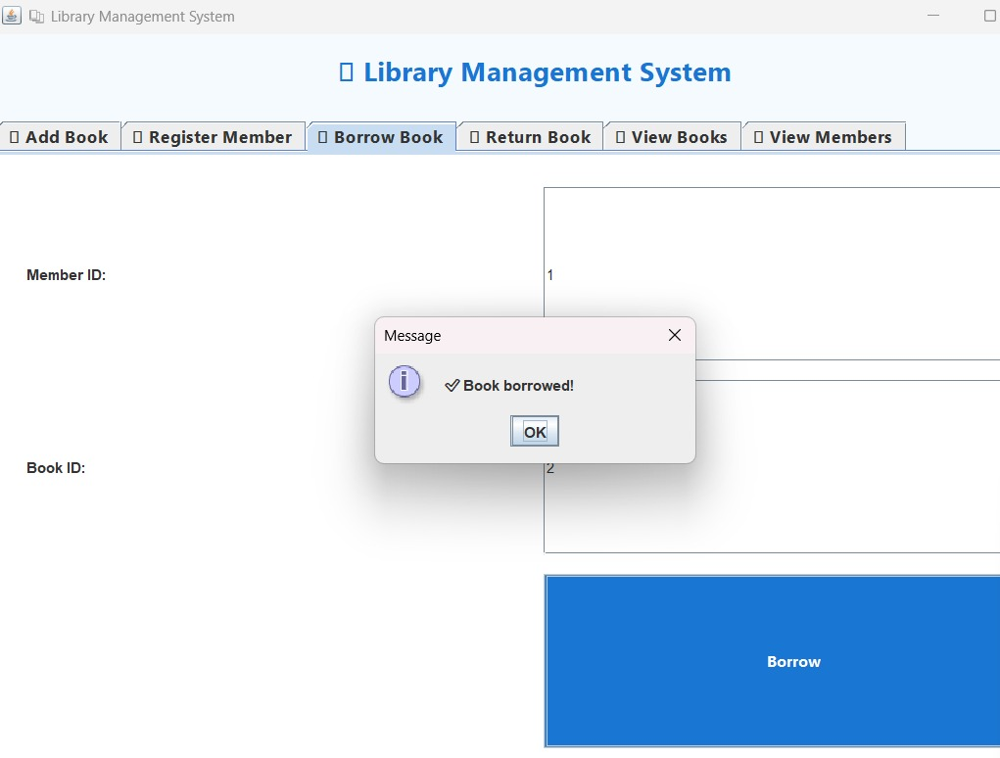 Library Management System
Library Management System
Add Book Register Member Borrow Book Return Book View Books View Members
Member ID:
1
Message
✓ Book borrowed!
OK
Book ID:
2
Borrow